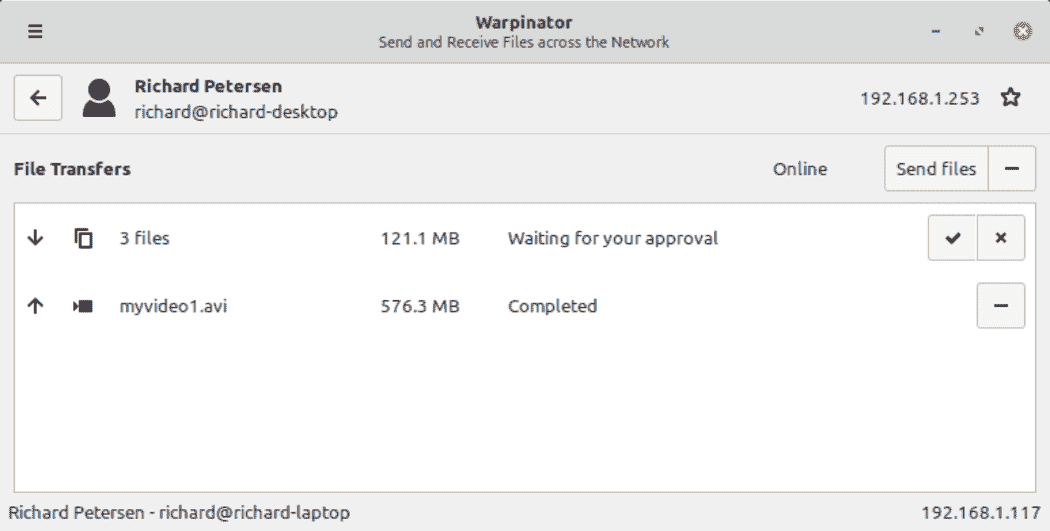 Warpinator
Send and Receive Files across the Network
Richard Petersen
richard@richard-desktop
192.168.1.253
File Transfers Online Send files
3 files 121.1 MB Waiting for your approval
myvideo1.avi 576.3 MB Completed
Richard Petersen - richard@richard-laptop 192.168.1.117